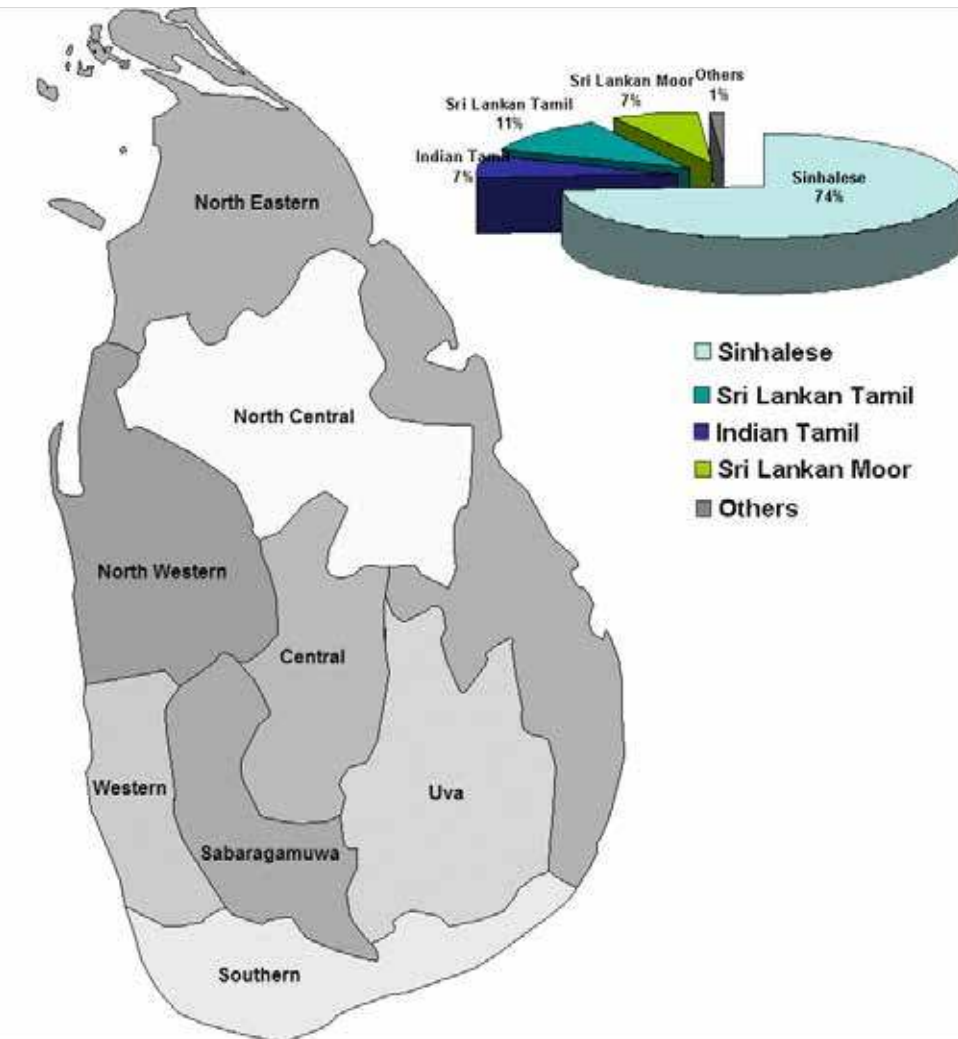 Sri Lankan Moor
7%
Others
1%
Sri Lankan Tamil
11%
Indian Tamil
7%
Sinhalese
74%
North Eastern
Sinhalese
Sri Lankan Tamil
Indian Tamil
Sri Lankan Moor
Others
North Central
North Western
Central
Western
Uva
Sabaragamuwa
Southern